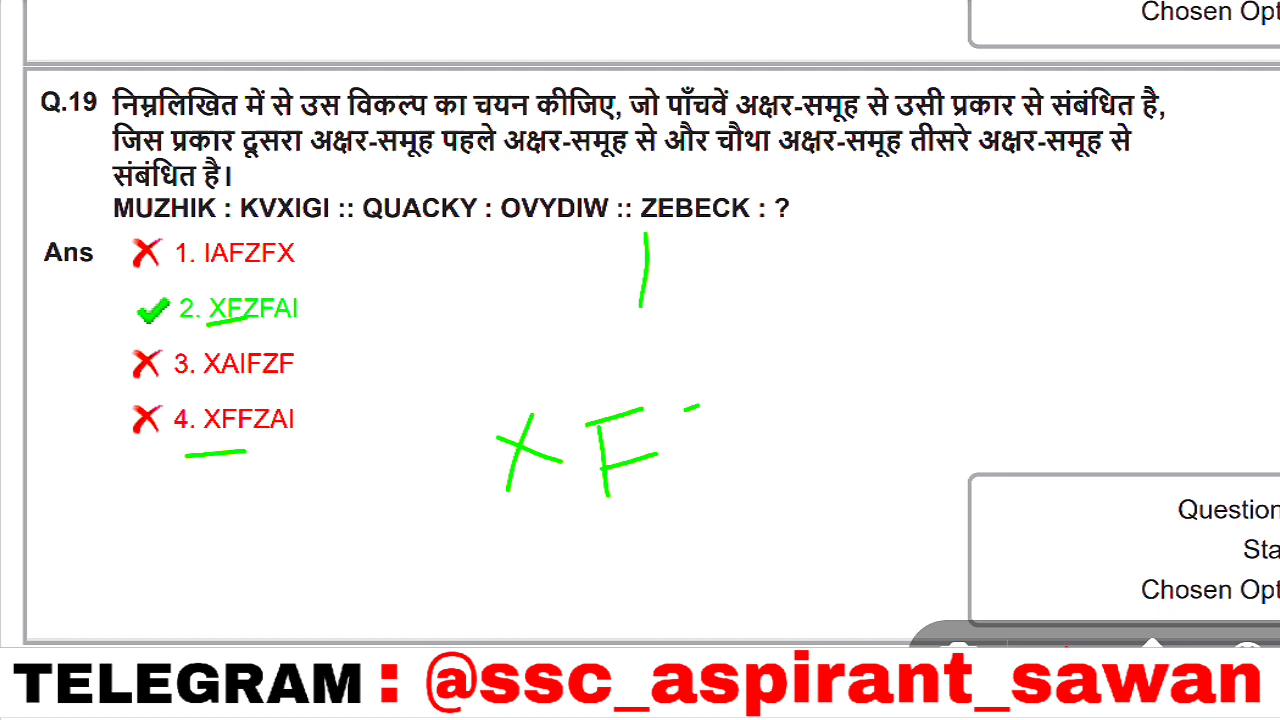 Chosen Opt
Q.19 निम्नलिखित में से उस विकल्प का चयन कीजिए, जो पाँचवें अक्षर-समूह से उसी प्रकार से संबंधित है,
जिस प्रकार दूसरा अक्षर-समूह पहले अक्षर-समूह से और चौथा अक्षर-समूह तीसरे अक्षर-समूह से
संबंधित है।
MUZHIK : KVXIGI :: QUACKY : OVYDIW :: ZEBECK : ?
Ans 1. IAFZFX
2. XFZFAI
3. XAIFZF
4. XFFZAI
X F
Question
Sta
Chosen Opt
TELEGRAM : @ssc_aspirant_sawan